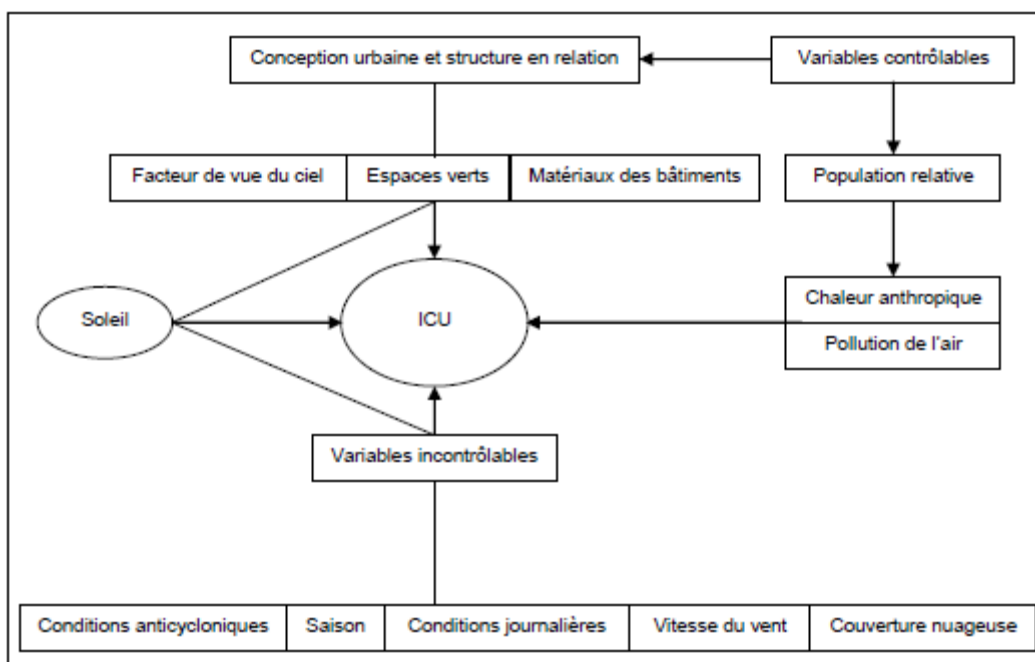 Conception urbaine et structure en relation
Variables contrôlables
Facteur de vue du ciel
Espaces verts
Matériaux des bâtiments
Population relative
Soleil
ICU
Chaleur anthropique
Pollution de l'air
Variables incontrôlables
Conditions anticycloniques
Saison
Conditions journalières
Vitesse du vent
Couverture nuageuse